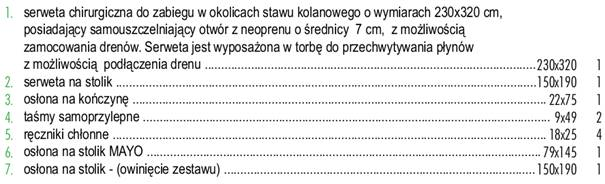 1. serweta chirurgiczna do zabiegu w okolicach stawu kolanowego o wymiarach 230x320 cm,
posiadający samouszczelniający otwór z neoprenu o średnicy 7 cm, z możliwością
zamocowania drenów. Serweta jest wyposażona w torbę do przechwytywania płynów
z możliwością podłączenia drenu ........................................ 230x320 1
2. serweta na stolik ........................................ 150x190 1
3. osłona na kończynę ........................................ 22x75 1
4. taśmy samoprzylepne ........................................ 9x49 2
5. ręczniki chłonne ........................................ 18x25 4
6. osłona na stolik MAYO ........................................ 79x145 1
7. osłona na stolik - (owinięcie zestawu) ........................................ 150x190 1